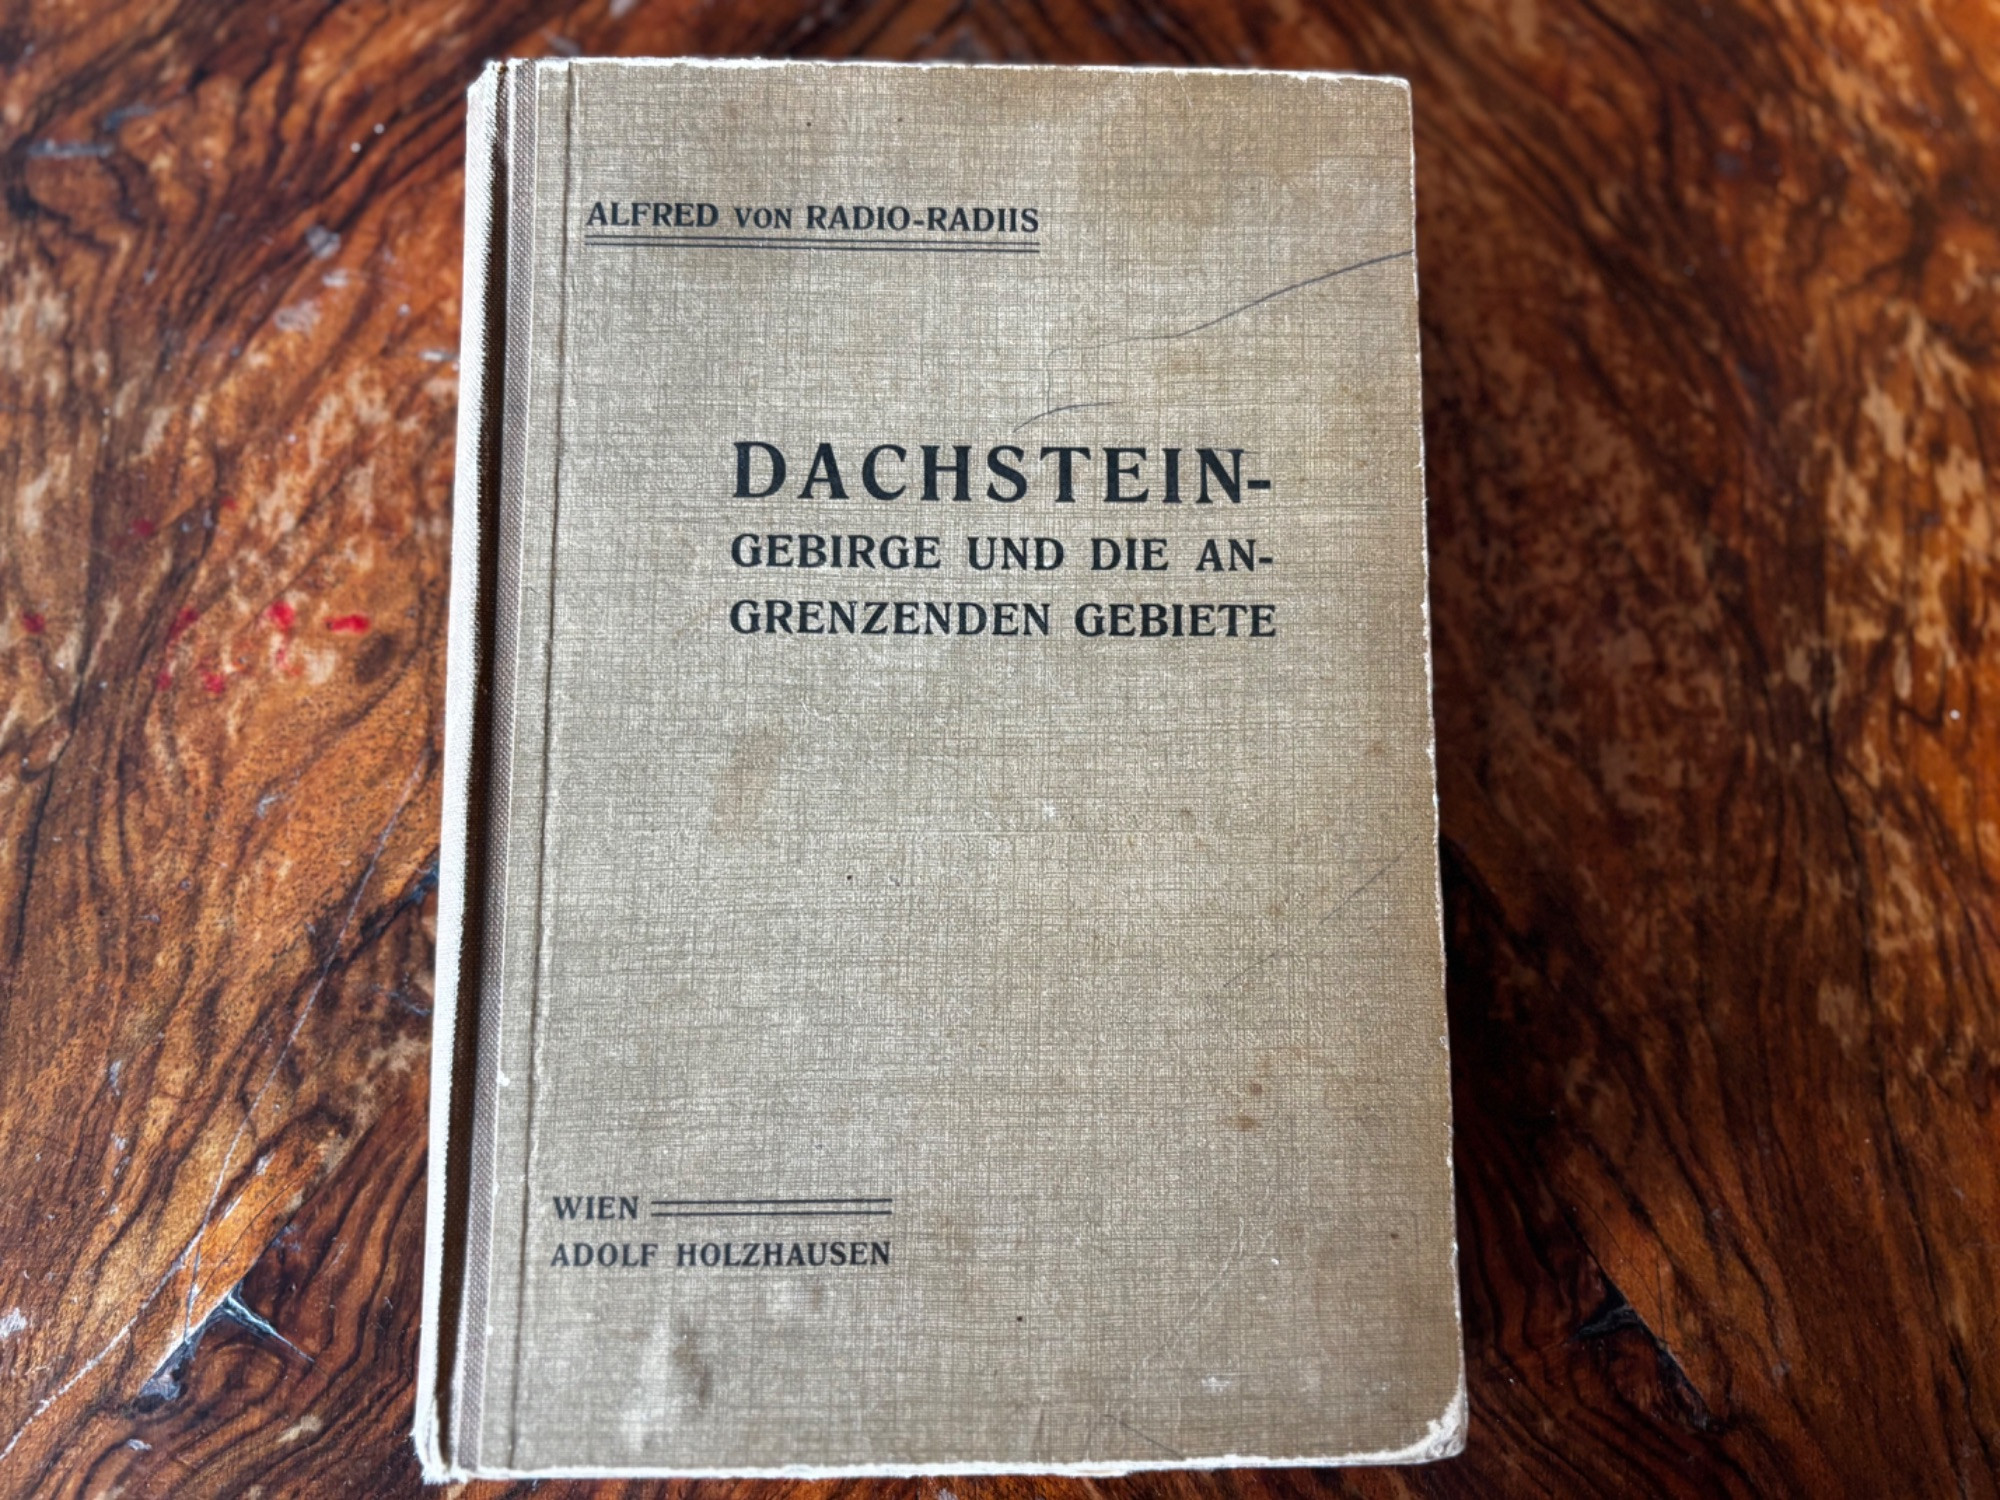 ALFRED VON RADIO-RADIIS
DACHSTEIN-
GEBIRGE UND DIE AN-
GRENZENDEN GEBIETE
WIEN
ADOLF HOLZHAUSEN